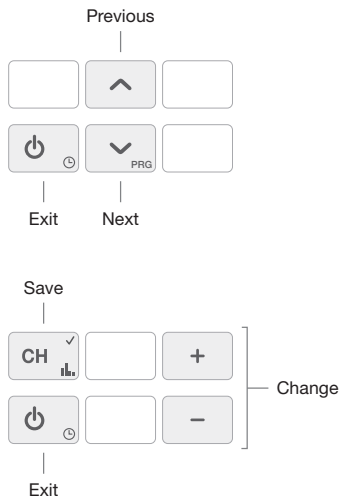 Previous
PRG
Exit Next
Save
CH
+
Change
−
Exit